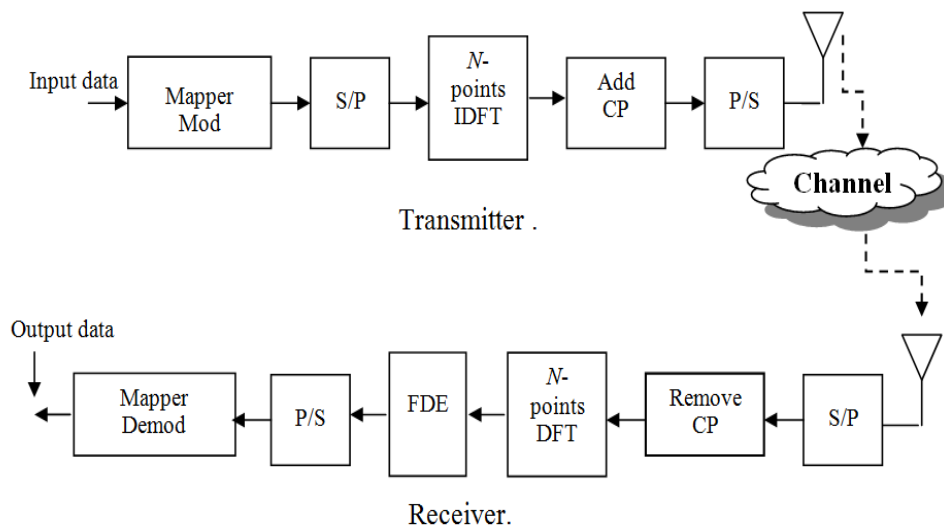 Input data
Mapper
Mod
S/P
N-
points
IDFT
Add
CP
P/S
Channel
Transmitter .
Output data
Mapper
Demod
P/S
FDE
N-
points
DFT
Remove
CP
S/P
Receiver.